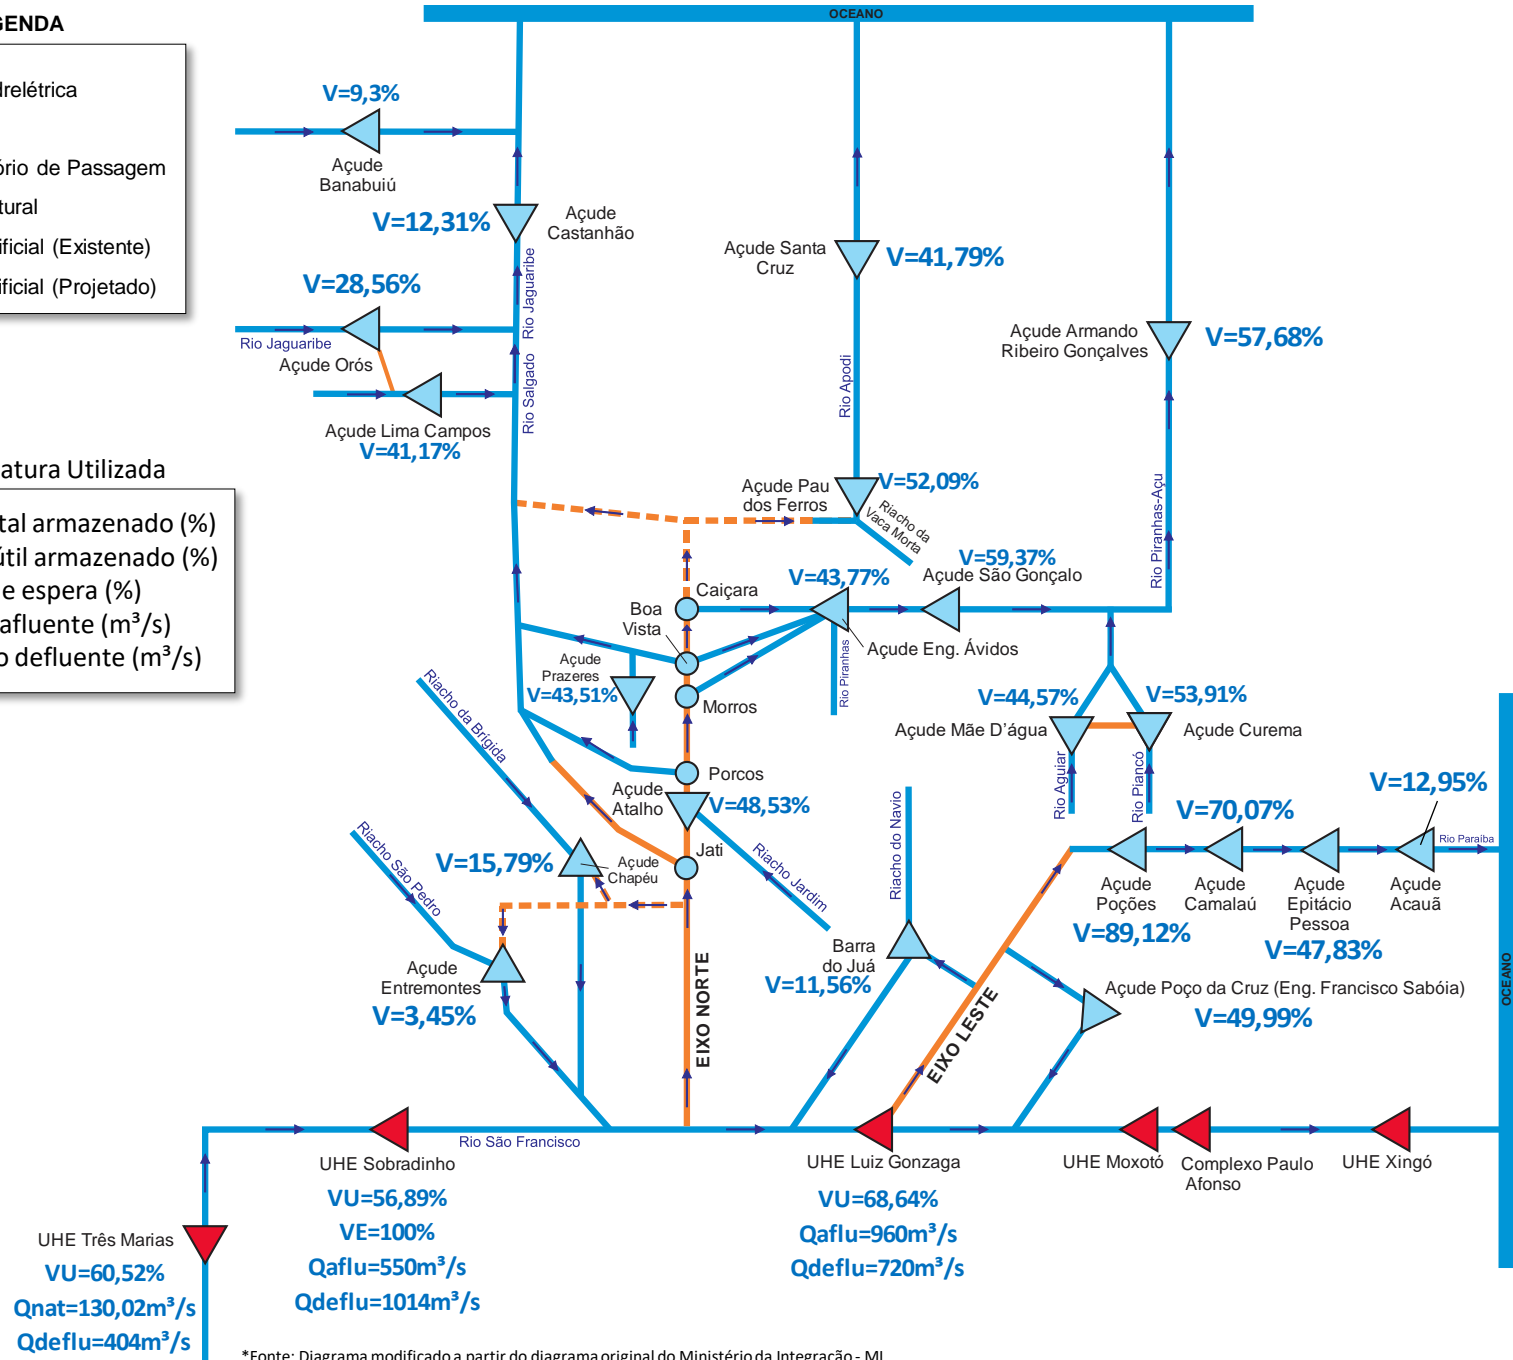 OCEANO
GENDA
drelétrica
ório de Passagem
tural
ificial (Existente)
ificial (Projetado)
V=9,3%
Açude
Banabuiú
V=12,31%
Açude
Castanhão
Rio Jaguaribe
V=28,56%
Rio Jaguaribe
Açude Orós
Rio Salgado
Açude Lima Campos
V=41,17%
Açude Santa
Cruz
V=41,79%
Rio Apodi
Açude Armando
Ribeiro Gonçalves
V=57,68%
Rio Piranhas-Açu
atura Utilizada
tal armazenado (%)
útil armazenado (%)
e espera (%)
afluente (m³/s)
o defluente (m³/s)
Açude Pau
dos Ferros
V=52,09%
Riacho da
Vaca Morta
V=59,37%
Açude São Gonçalo
V=43,77%
Caiçara
Boa
Vista
Açude Eng. Ávidos
Rio Piranhas
Açude
Prazeres
V=43,51%
Morros
Riacho da Brígida
V=44,57%
Açude Mãe D'água
V=53,91%
Açude Curema
Rio Aguiar
Rio Piancó
Porcos
Açude
Atalho
V=48,53%
Jati
Riacho Jardim
Riacho do Navio
V=12,95%
V=70,07%
Rio Paraíba
Riacho São Pedro
V=15,79%
Açude
Chapéu
Açude
Poções
V=89,12%
Açude
Camalaú
Açude
Epitácio
Pessoa
V=47,83%
Açude
Acauã
Açude
Entremontes
V=3,45%
EIXO NORTE
Barra
do Juá
V=11,56%
EIXO LESTE
Açude Poço da Cruz (Eng. Francisco Sabóia)
V=49,99%
OCEANO
Rio São Francisco
UHE Sobradinho
VU=56,89%
VE=100%
Qaflu=550m³/s
Qdeflu=1014m³/s
UHE Luiz Gonzaga
VU=68,64%
Qaflu=960m³/s
Qdeflu=720m³/s
UHE Moxotó
Complexo Paulo
Afonso
UHE Xingó
UHE Três Marias
VU=60,52%
Qnat=130,02m³/s
Qdeflu=404m³/s
*Fonte: Diagrama modificado a partir do diagrama original do Ministério da Integração - MI